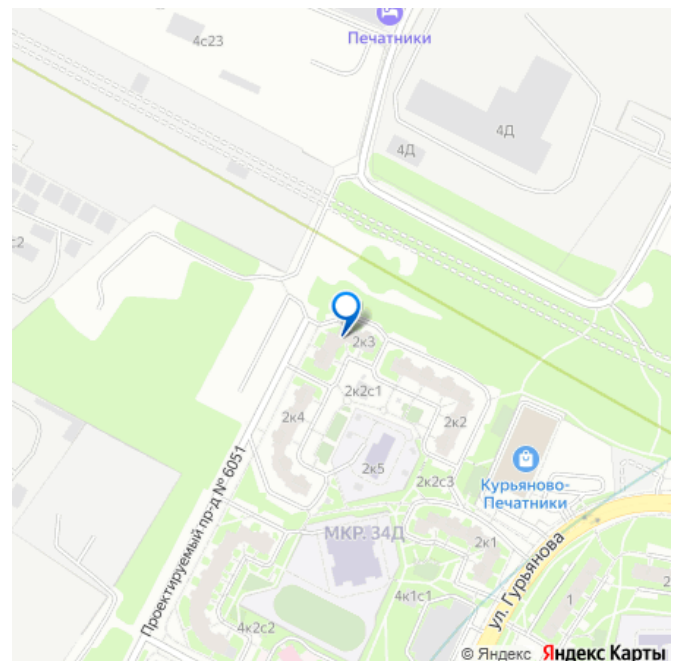 Печатники
4с23
4Д
4Д
с2
2к3
2к2с1
2к4
2к2
2к5
2к2с3
Курьяново-
Печатники
Проектируемый пр-д № 6051
МКР. 34Д
2к1
ул. Гурьянова
4к1с1
1
2
4к2с2
© Яндекс Яндекс Карты